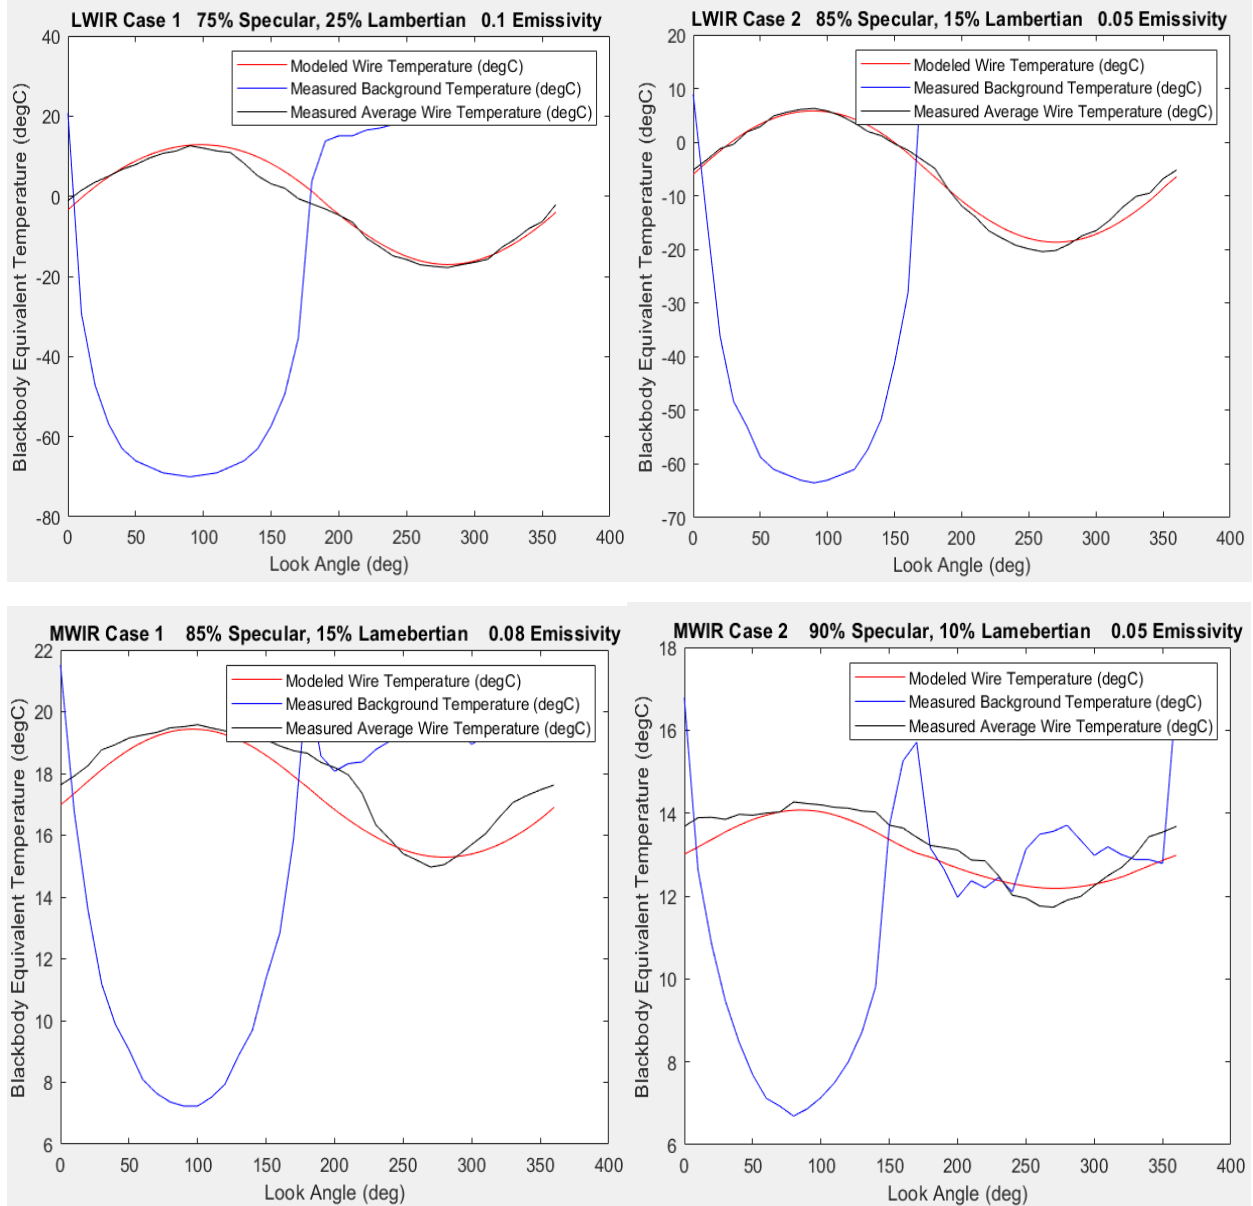 LWIR Case 1 75% Specular, 25% Lambertian 0.1 Emissivity
40
20
0
-20
-40
-60
-80
Blackbody Equivalent Temperature (degC)
Modeled Wire Temperature (degC)
Measured Background Temperature (degC)
Measured Average Wire Temperature (degC)
0 50 100 150 200 250 300 350 400
Look Angle (deg)
LWIR Case 2 85% Specular, 15% Lambertian 0.05 Emissivity
20
10
0
-10
-20
-30
-40
-50
-60
-70
Blackbody Equivalent Temperature (degC)
Modeled Wire Temperature (degC)
Measured Background Temperature (degC)
Measured Average Wire Temperature (degC)
0 50 100 150 200 250 300 350 400
Look Angle (deg)
MWIR Case 1 85% Specular, 15% Lamebertian 0.08 Emissivity
22
20
18
16
14
12
10
8
6
Blackbody Equivalent Temperature (degC)
Modeled Wire Temperature (degC)
Measured Background Temperature (degC)
Measured Average Wire Temperature (degC)
0 50 100 150 200 250 300 350 400
Look Angle (deg)
MWIR Case 2 90% Specular, 10% Lamebertian 0.05 Emissivity
18
16
14
12
10
8
6
Blackbody Equivalent Temperature (degC)
Modeled Wire Temperature (degC)
Measured Background Temperature (degC)
Measured Average Wire Temperature (degC)
0 50 100 150 200 250 300 350 400
Look Angle (deg)